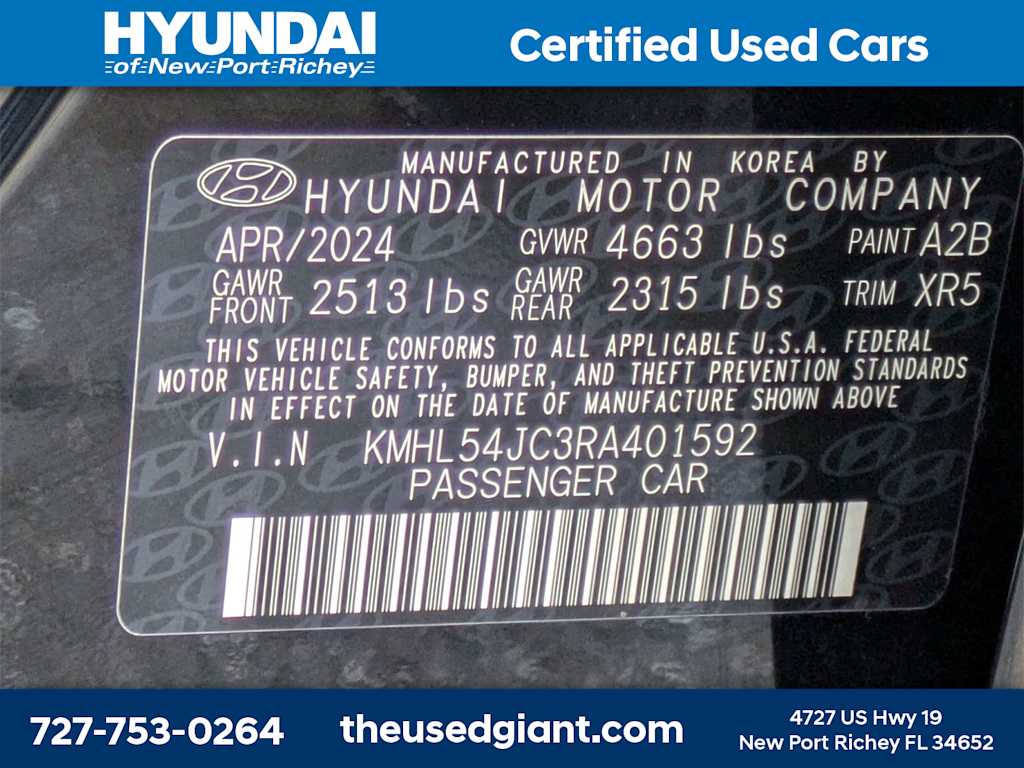 HYUNDAI
of New Port Richey
Certified Used Cars
MANUFACTURED IN KOREA BY
HYUNDAI MOTOR COMPANY
APR/2024 GVWR 4663 lbs PAINT A2B
GAWR FRONT 2513 lbs GAWR REAR 2315 lbs TRIM XR5
THIS VEHICLE CONFORMS TO ALL APPLICABLE U.S.A. FEDERAL
MOTOR VEHICLE SAFETY, BUMPER, AND THEFT PREVENTION STANDARDS
IN EFFECT ON THE DATE OF MANUFACTURE SHOWN ABOVE
V.I.N KMHL54JC3RA401592
PASSENGER CAR
727-753-0264
theusedgiant.com
4727 US Hwy 19
New Port Richey FL 34652